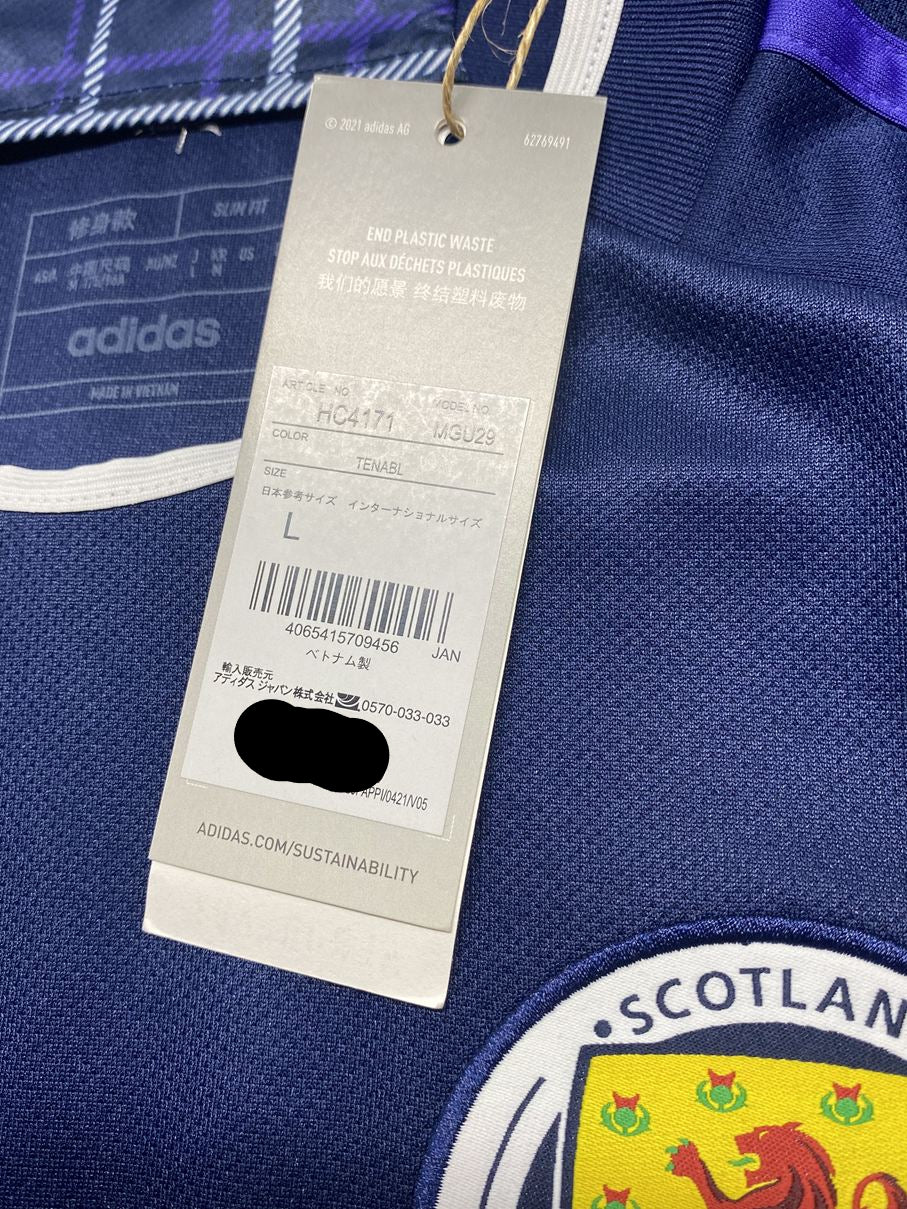 © 2021 adidas AG
62769491
END PLASTIC WASTE
STOP AUX DÉCHETS PLASTIQUES
我们的愿景 终结塑料废物
ARTICLE NO.
MODEL NO.
HC4171
MGU29
COLOR
TENABL
SIZE
日本参考サイズ インターナショナルサイズ
L
4065415709456
JAN
ベトナム製
輸入販売元
アディダス ジャパン株式会社
0570-033-033
APPI/0421/V05
ADIDAS.COM/SUSTAINABILITY
修身款
SLIM FIT
adidas
MADE IN VIETNAM
SCOTLAN